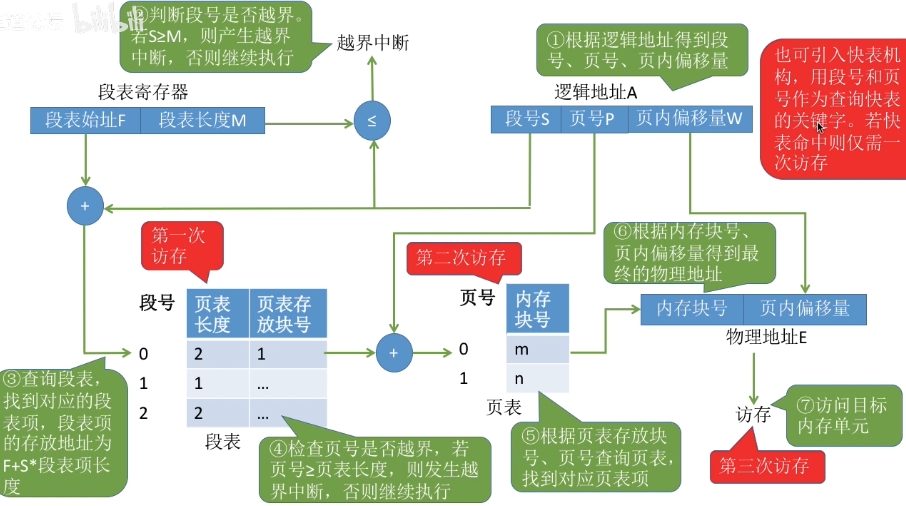 bilibili
②判断段号是否越界。
若S≥M，则产生越界
中断，否则继续执行
越界中断
①根据逻辑地址得到段
号、页号、页内偏移量
也可引入快表机
构，用段号和页
号作为查询快表
的关键字。若快
表命中则仅需一
次访存
段表寄存器
段表始址F 段表长度M
≤
逻辑地址A
段号S 页号P 页内偏移量W
+
第一次
访存
第二次访存
⑥根据内存块号、
页内偏移量得到最
终的物理地址
段号 页表
长度 页表存
放块号
0 2 1
1 1 ...
2 2 ...
段表
+
页号 内存
块号
0 m
1 n
页表
内存块号 页内偏移量
物理地址E
③查询段表，
找到对应的段
表项，段表项
的存放地址为
F+S*段表项长
度
④检查页号是否越界，若
页号≥页表长度，则发生越
界中断，否则继续执行
⑤根据页表存放块
号、页号查询页表，
找到对应页表项
访存
⑦访问目标
内存单元
第三次访存